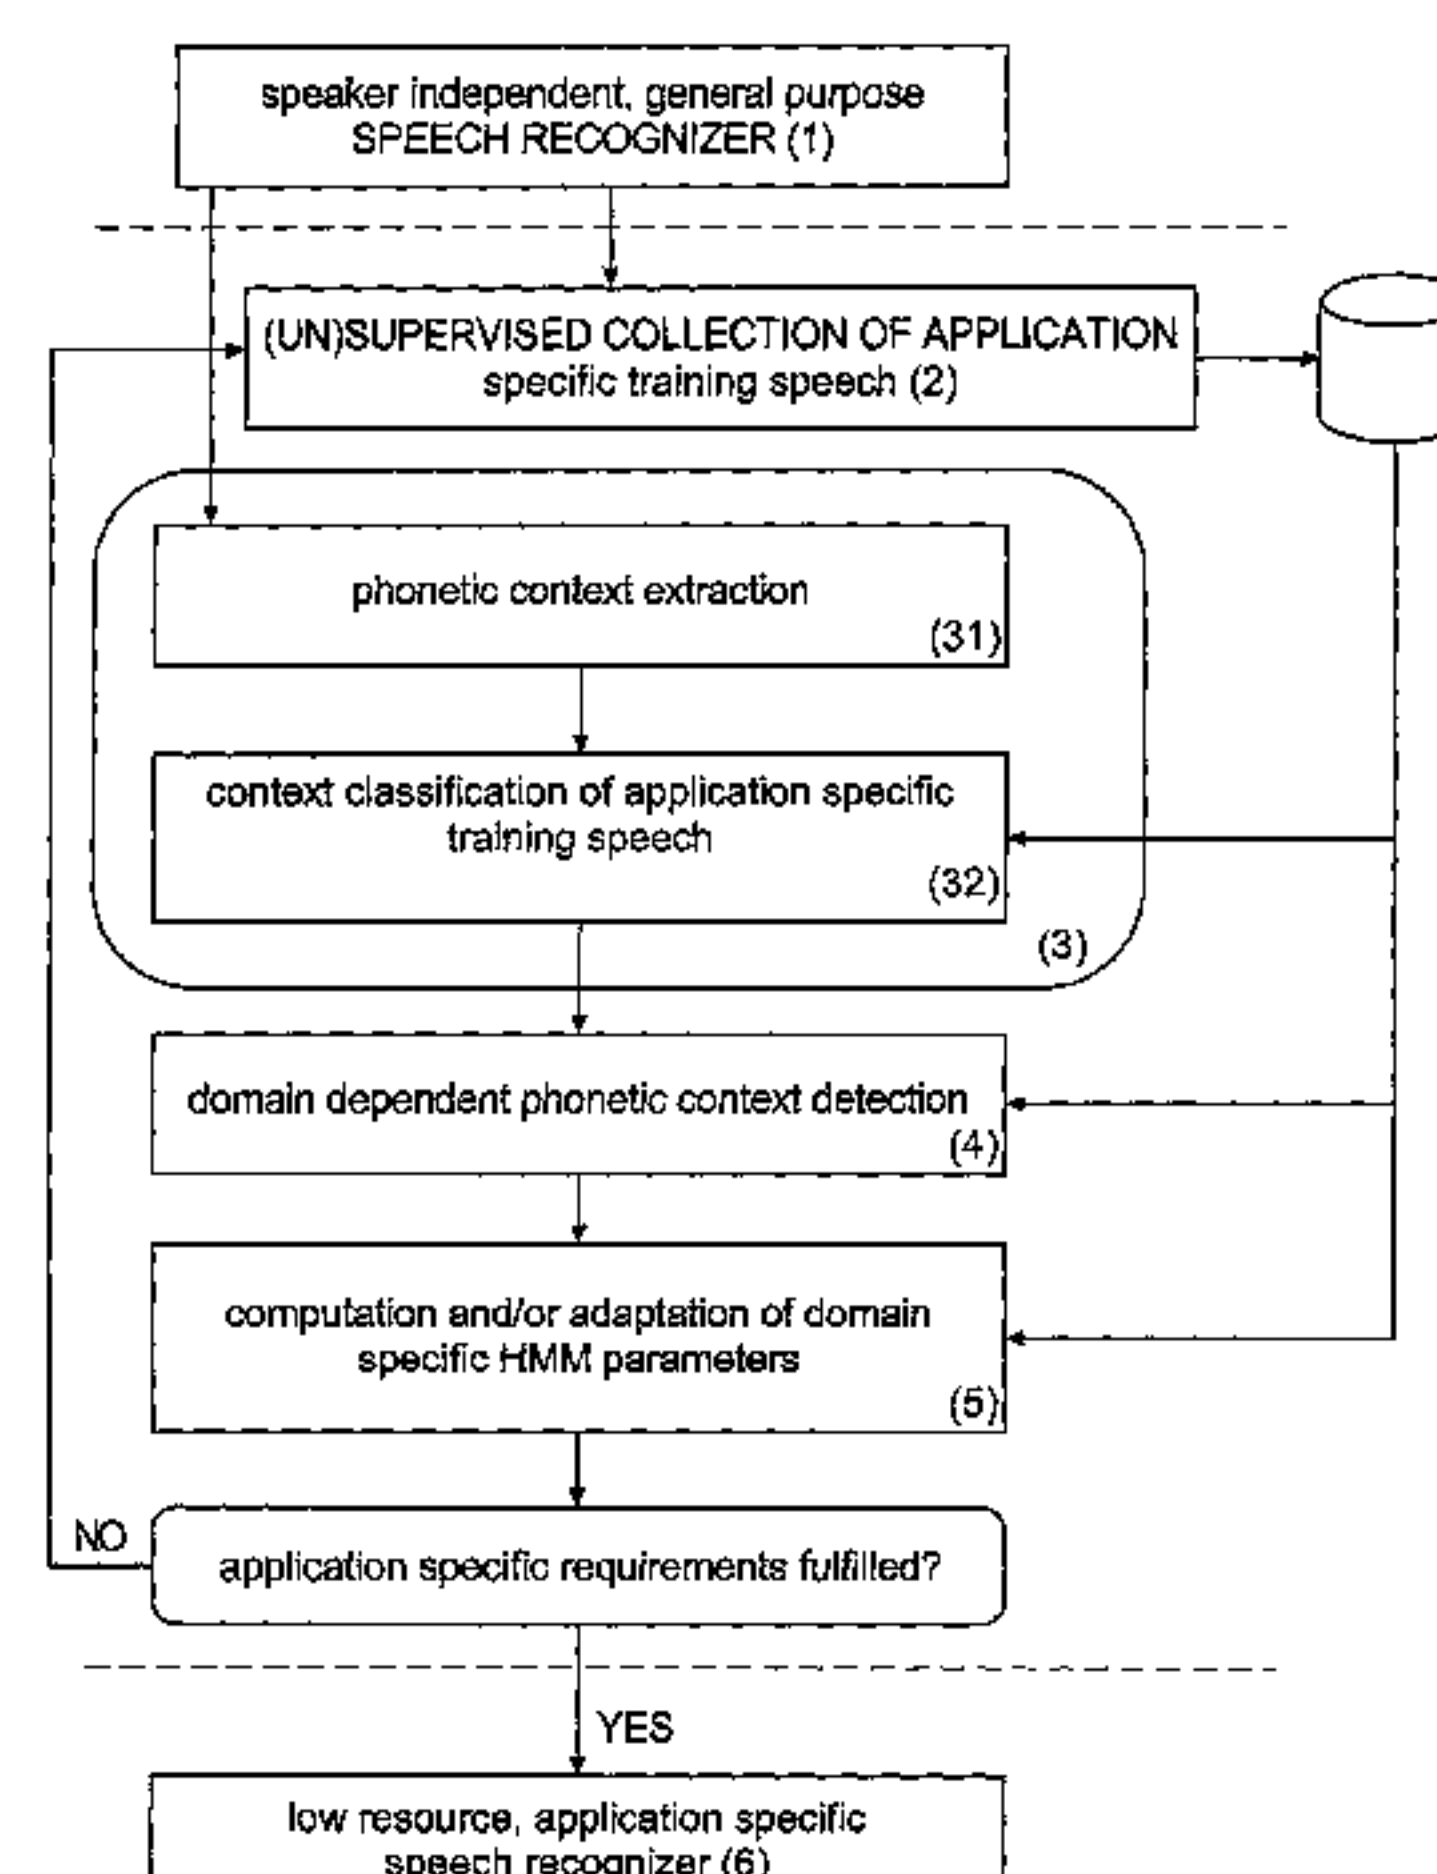 speaker independent, general purpose
SPEECH RECOGNIZER (1)
(UN)SUPERVISED COLLECTION OF APPLICATION
specific training speech (2)
phonetic context extraction
(31)
context classification of application specific
training speech
(32)
(3)
domain dependent phonetic context detection
(4)
computation and/or adaptation of domain
specific HMM parameters
(5)
NO
application specific requirements fulfilled?
YES
low resource, application specific
speech recognizer (6)